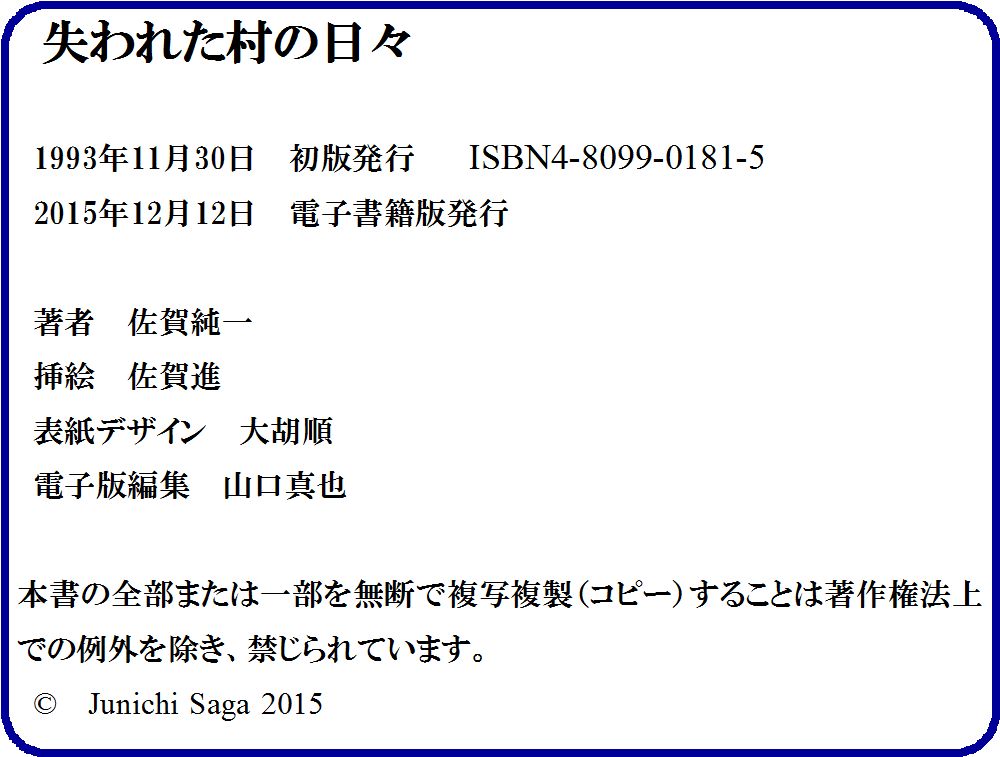 失われた村の日々
1993年11月30日　初版発行　 ISBN4-8099-0181-5
2015年12月12日　電子書籍版発行
著者　佐賀純一
挿絵　佐賀進
表紙デザイン　大胡順
電子版編集　山口真也
本書の全部または一部を無断で複写複製（コピー）することは著作権法上
での例外を除き、禁じられています。
©　Junichi Saga 2015